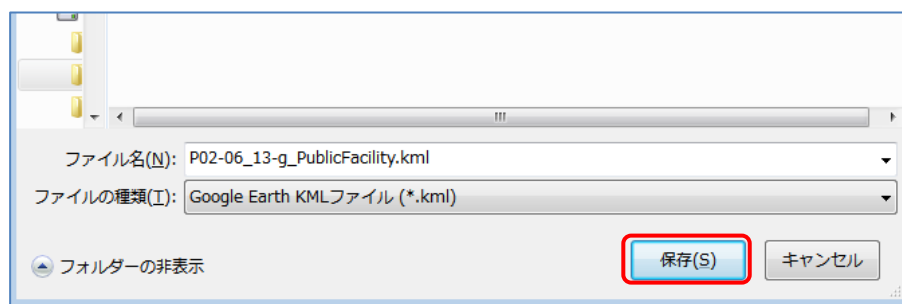 ファイル名(N): P02-06_13-g_PublicFacility.kml
ファイルの種類(T): Google Earth KMLファイル (*.kml)
フォルダーの非表示
保存(S)
キャンセル